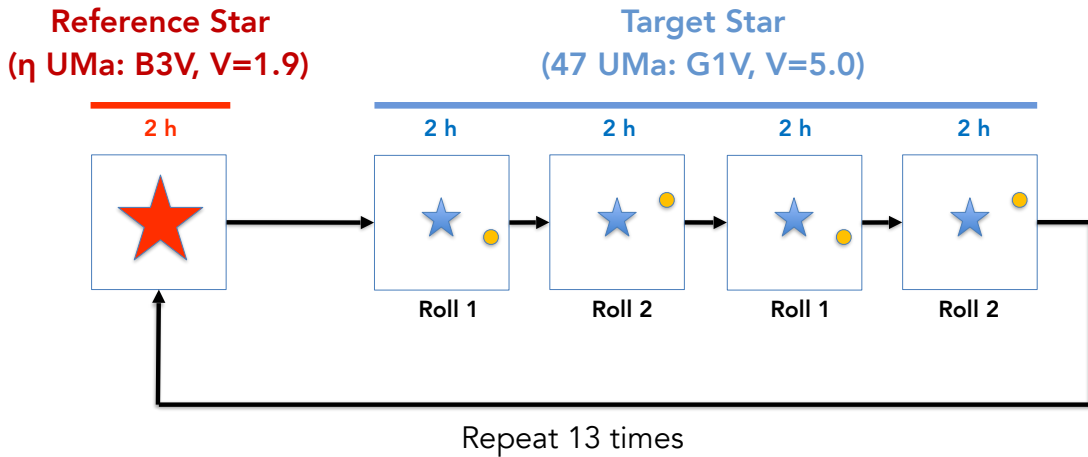 Reference Star
(η UMa: B3V, V=1.9)
Target Star
(47 UMa: G1V, V=5.0)
2 h
2 h
2 h
2 h
2 h
Roll 1
Roll 2
Roll 1
Roll 2
Repeat 13 times